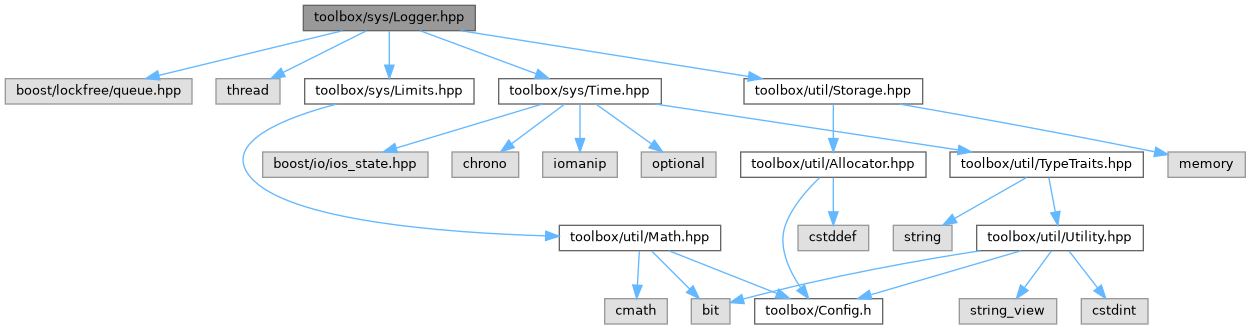 toolbox/sys/Logger.hpp
boost/lockfree/queue.hpp
thread
toolbox/sys/Limits.hpp
toolbox/sys/Time.hpp
toolbox/util/Storage.hpp
boost/io/ios_state.hpp
chrono
iomanip
optional
toolbox/util/Allocator.hpp
toolbox/util/TypeTraits.hpp
memory
toolbox/util/Math.hpp
cstddef
string
toolbox/util/Utility.hpp
cmath
bit
toolbox/Config.h
string_view
cstdint